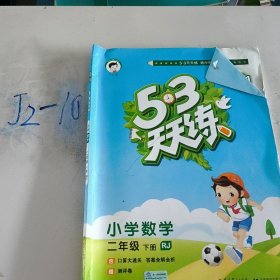 J2-10
5·3
天天练
小学数学
二年级 下册 RJ
口算大通关 答案全解全析
测评卷